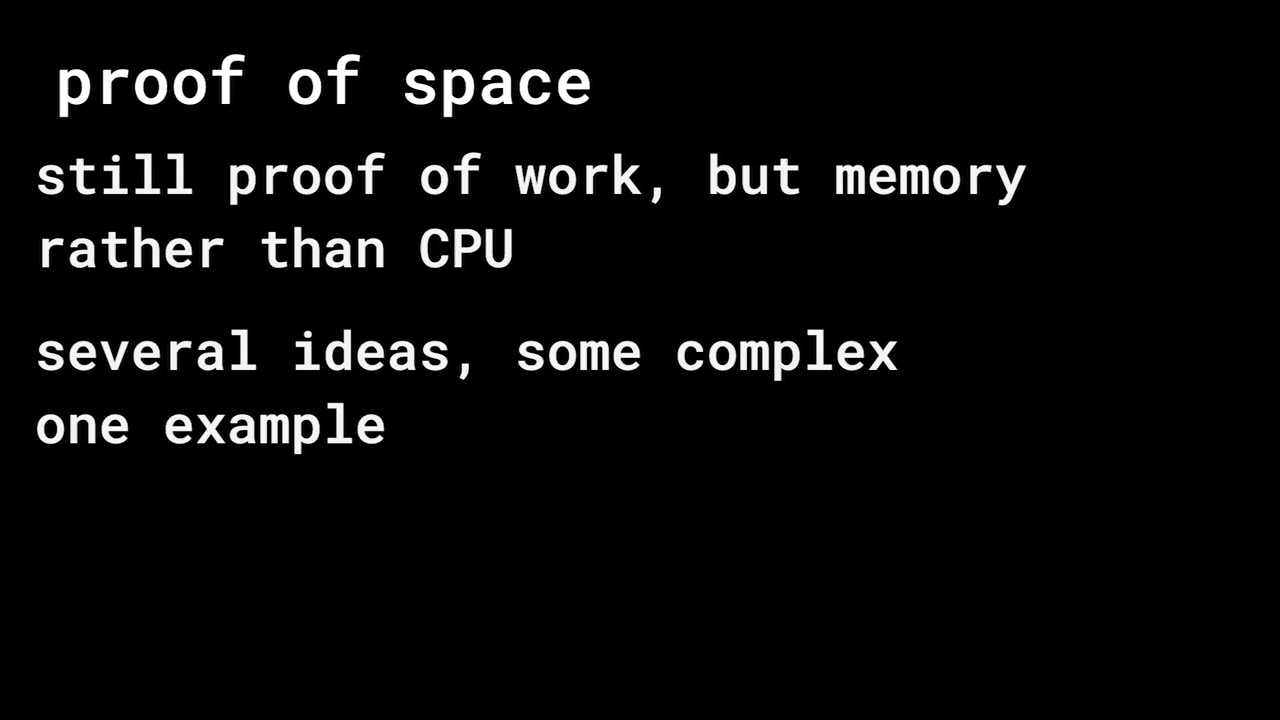 proof of space
still proof of work, but memory
rather than CPU
several ideas, some complex
one example